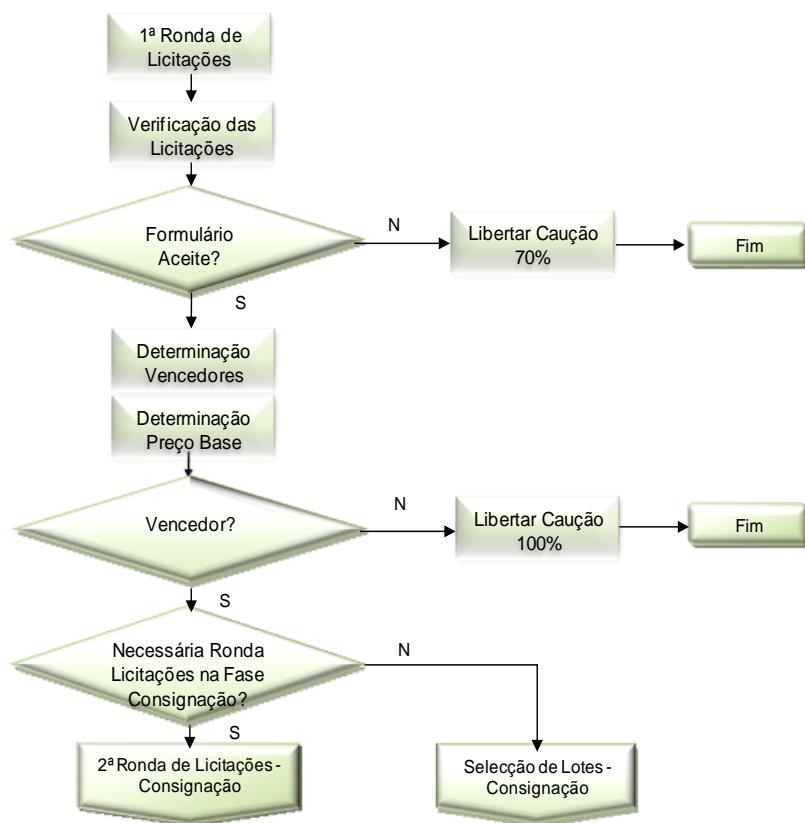 1ª Ronda de
Licitações
Verificação das
Licitações
Formulário
Aceite?
N
Libertar Caução
70%
Fim
S
Determinação
Vencedores
Determinação
Preço Base
Vencedor?
N
Libertar Caução
100%
Fim
S
Necessária Ronda
Licitações na Fase
Consignação?
N
S
2ª Ronda de Licitações -
Consignação
Selecção de Lotes -
Consignação